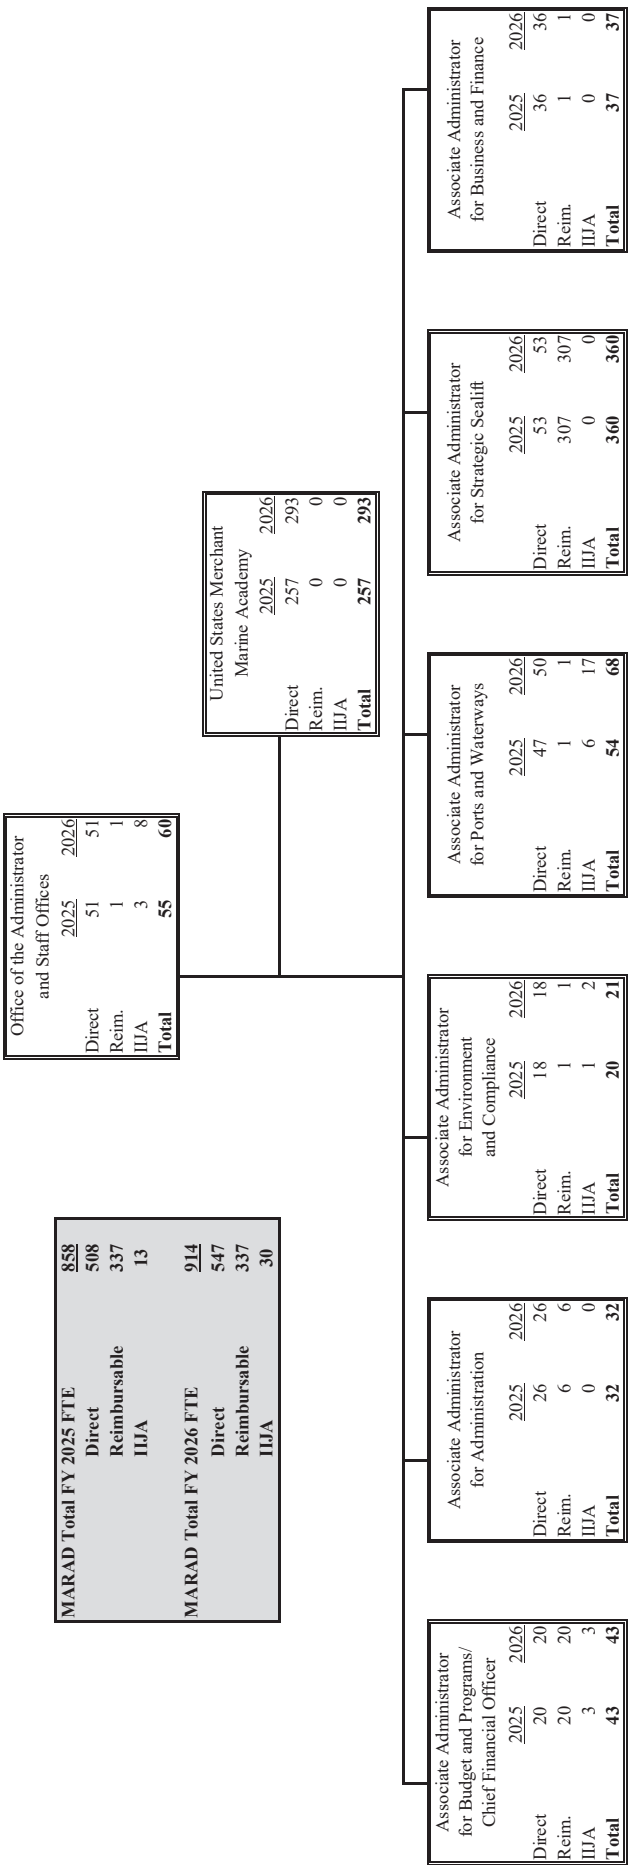 Office of the Administrator
and Staff Offices
2025 2026
Direct 51 51
Reim. 1 1
IIJA 3 8
Total 55 60
MARAD Total FY 2025 FTE 858
Direct 508
Reimbursable 337
IIJA 13
MARAD Total FY 2026 FTE 914
Direct 547
Reimbursable 337
IIJA 30
United States Merchant
Marine Academy
2025 2026
Direct 257 293
Reim. 0 0
IIJA 0 0
Total 257 293
Associate Administrator
for Budget and Programs/
Chief Financial Officer
2025 2026
Direct 20 20
Reim. 20 20
IIJA 3 3
Total 43 43
Associate Administrator
for Administration
2025 2026
Direct 26 26
Reim. 6 6
IIJA 0 0
Total 32 32
Associate Administrator
for Environment
and Compliance
2025 2026
Direct 18 18
Reim. 1 1
IIJA 1 2
Total 20 21
Associate Administrator
for Ports and Waterways
2025 2026
Direct 47 50
Reim. 1 1
IIJA 6 17
Total 54 68
Associate Administrator
for Strategic Sealift
2025 2026
Direct 53 53
Reim. 307 307
IIJA 0 0
Total 360 360
Associate Administrator
for Business and Finance
2025 2026
Direct 36 36
Reim. 1 1
IIJA 0 0
Total 37 37